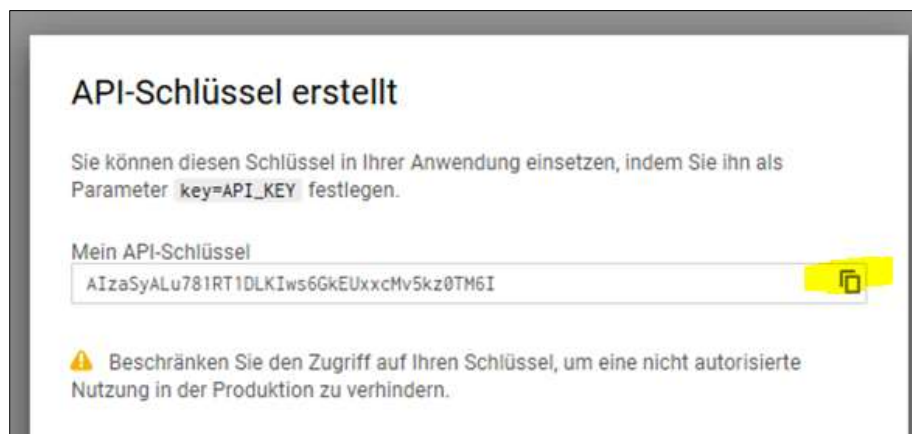 API-Schlüssel erstellt
Sie können diesen Schlüssel in Ihrer Anwendung einsetzen, indem Sie ihn als
Parameter key=API_KEY festlegen.
Mein API-Schlüssel
AIzaSyALu781RT1DLKIws6GkEUxxcMv5kz0TM6I
Beschränken Sie den Zugriff auf Ihren Schlüssel, um eine nicht autorisierte
Nutzung in der Produktion zu verhindern.